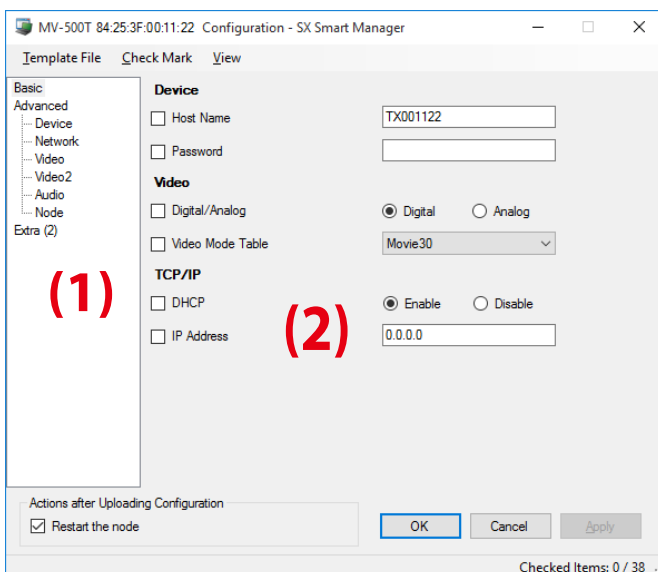 MV-500T 84:25:3F:00:11:22 Configuration - SX Smart Manager
Template File Check Mark View
Basic
Advanced
Device
Network
Video
Video2
Audio
Node
Extra (2)
(1)
Device
Host Name TX001122
Password
Video
Digital/Analog Digital Analog
Video Mode Table Movie30
TCP/IP
DHCP Enable Disable
IP Address 0.0.0.0
(2)
Actions after Uploading Configuration
Restart the node
OK Cancel Apply
Checked Items: 0 / 38